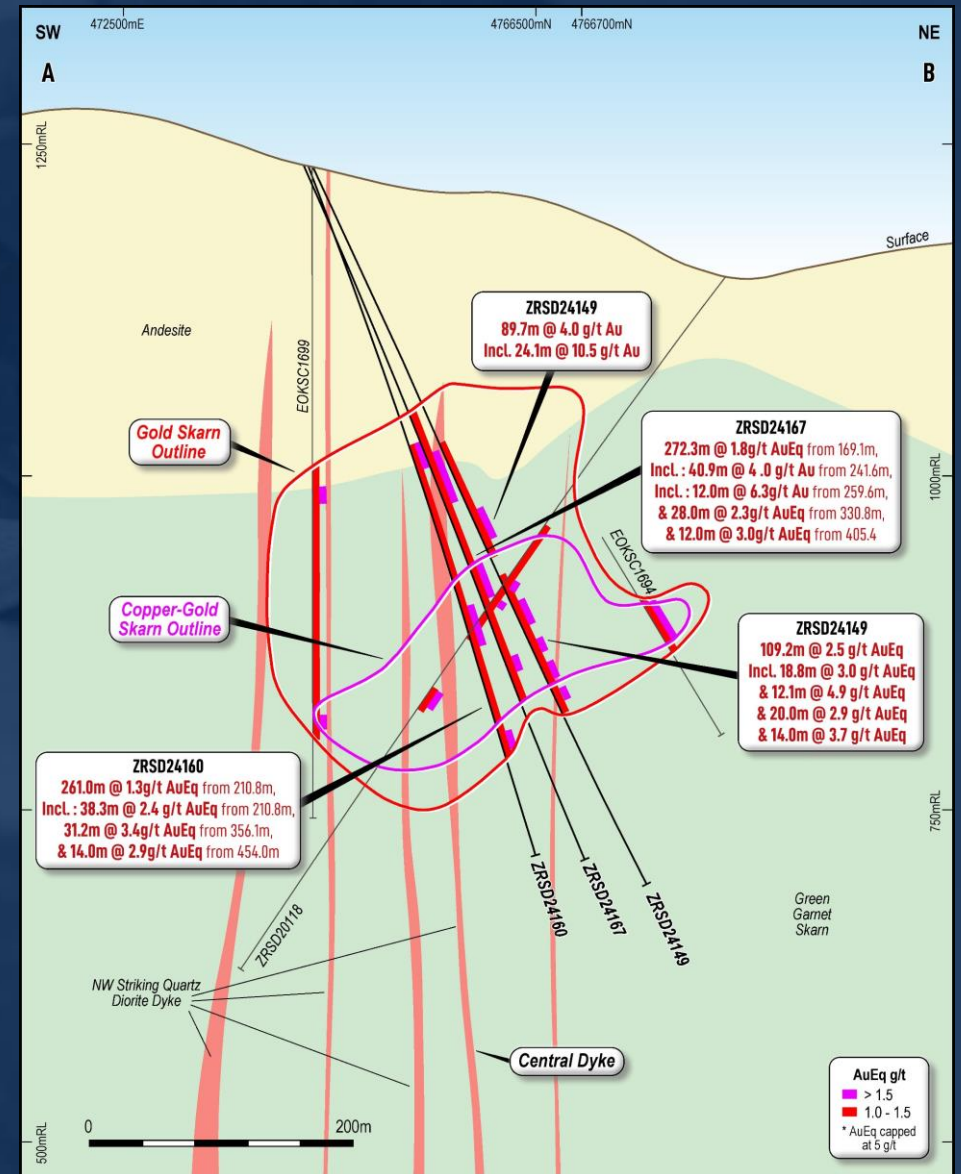 472500mE
4766500mN
4766700mN
SW
NE
A
B
1250mRL
Surface
ZRSD24149
89.7m @ 4.0 g/t Au
Incl. 24.1m @ 10.5 g/t Au
Andesite
EOKSC1699
Gold Skarn
Outline
ZRSD24167
272.3m @ 1.8g/t AuEq from 169.1m,
Incl. : 40.9m @ 4 .0 g/t Au from 241.6m,
Incl. : 12.0m @ 6.3g/t Au from 259.6m,
& 28.0m @ 2.3g/t AuEq from 330.8m,
& 12.0m @ 3.0g/t AuEq from 405.4
1000mRL
EOKSC1694
Copper-Gold
Skarn Outline
ZRSD24149
109.2m @ 2.5 g/t AuEq
Incl. 18.8m @ 3.0 g/t AuEq
& 12.1m @ 4.9 g/t AuEq
& 20.0m @ 2.9 g/t AuEq
& 14.0m @ 3.7 g/t AuEq
ZRSD24160
261.0m @ 1.3g/t AuEq from 210.8m,
Incl. : 38.3m @ 2.4 g/t AuEq from 210.8m,
31.2m @ 3.4g/t AuEq from 356.1m,
& 14.0m @ 2.9g/t AuEq from 454.0m
750mRL
ZRSD24160
ZRSD24167
ZRSD24149
ZRSD20118
Green
Garnet
Skarn
NW Striking Quartz
Diorite Dyke
Central Dyke
AuEq g/t
> 1.5
1.0 - 1.5
* AuEq capped
at 5 g/t
0
200m
500mRL